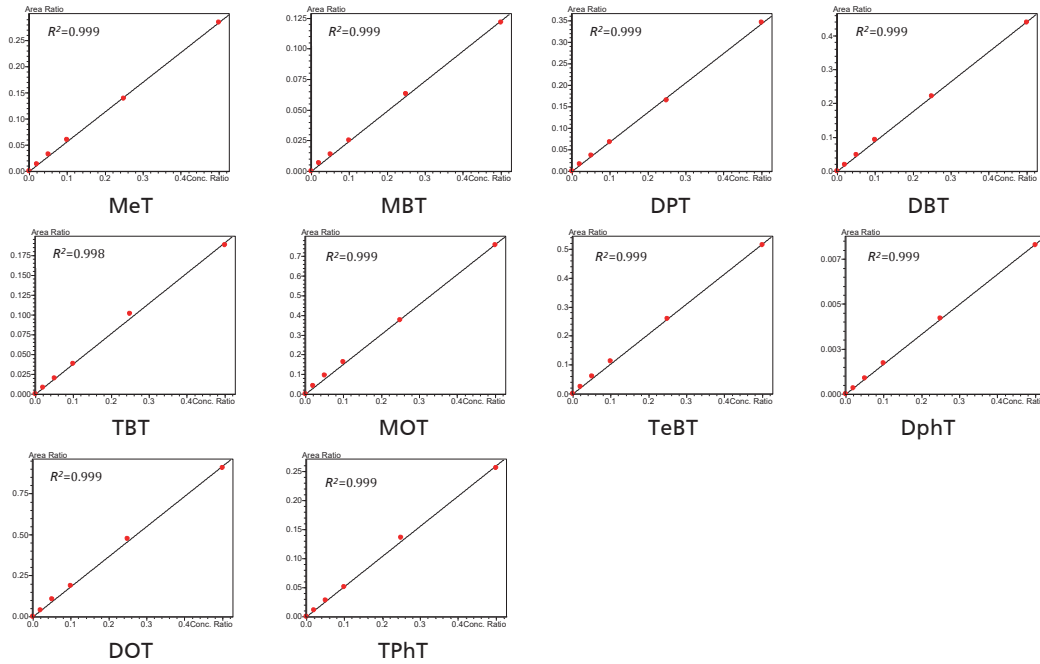 Area Ratio
R²=0.999
0.25
0.20
0.15
0.10
0.05
0.00
0.0 0.1 0.2 0.3 0.4 Conc. Ratio
MeT
Area Ratio
0.125
R²=0.999
0.100
0.075
0.050
0.025
0.000
0.0 0.1 0.2 0.3 0.4 Conc. Ratio
MBT
Area Ratio
0.35
R²=0.999
0.30
0.25
0.20
0.15
0.10
0.05
0.00
0.0 0.1 0.2 0.3 0.4 Conc. Ratio
DPT
Area Ratio
R²=0.999
0.4
0.3
0.2
0.1
0.0
0.0 0.1 0.2 0.3 0.4 Conc. Ratio
DBT
Area Ratio
R²=0.998
0.175
0.150
0.125
0.100
0.075
0.050
0.025
0.000
0.0 0.1 0.2 0.3 0.4 Conc. Ratio
TBT
Area Ratio
R²=0.999
0.7
0.6
0.5
0.4
0.3
0.2
0.1
0.0
0.0 0.1 0.2 0.3 0.4 Conc. Ratio
MOT
Area Ratio
R²=0.999
0.5
0.4
0.3
0.2
0.1
0.0
0.0 0.1 0.2 0.3 0.4 Conc. Ratio
TeBT
Area Ratio
R²=0.999
0.007
0.005
0.003
0.000
0.0 0.1 0.2 0.3 0.4 Conc. Ratio
DphT
Area Ratio
R²=0.999
0.75
0.50
0.25
0.00
0.0 0.1 0.2 0.3 0.4 Conc. Ratio
DOT
Area Ratio
R²=0.999
0.25
0.20
0.15
0.10
0.05
0.00
0.0 0.1 0.2 0.3 0.4 Conc. Ratio
TPhT